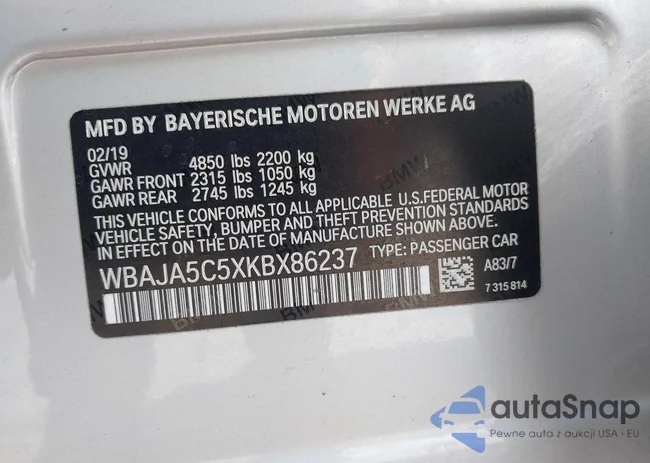 MFD BY BAYERISCHE MOTOREN WERKE AG
02/19
GVWR 4850 lbs 2200 kg
GAWR FRONT 2315 lbs 1050 kg
GAWR REAR 2745 lbs 1245 kg
THIS VEHICLE CONFORMS TO ALL APPLICABLE U.S.FEDERAL MOTOR
VEHICLE SAFETY, BUMPER AND THEFT PREVENTION STANDARDS
IN EFFECT ON THE DATE OF MANUFACTURE SHOWN ABOVE.
WBAJA5C5XKBX86237 TYPE: PASSENGER CAR
A83/7
7 315 814
autoSnap
Pewne auta z aukcji USA i EU